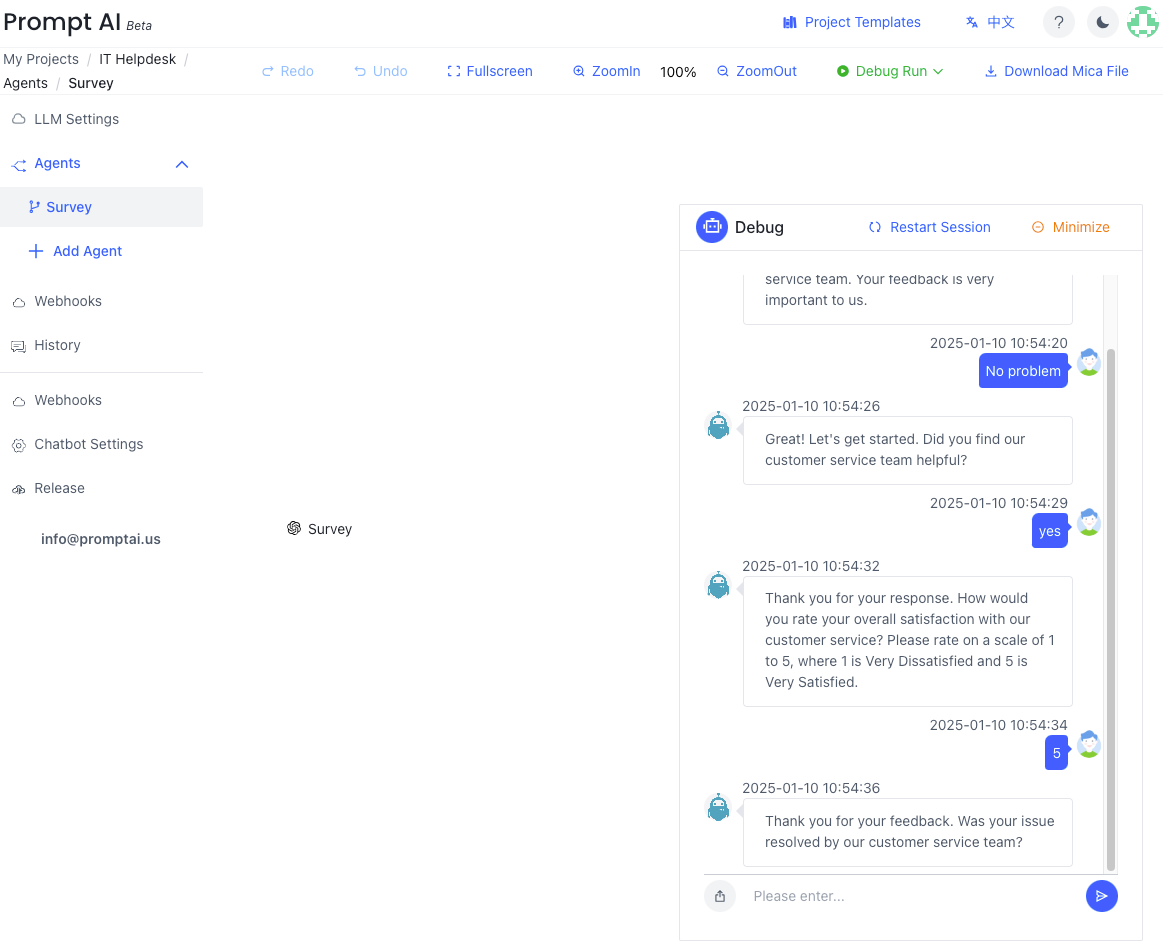 Prompt AI Beta
Project Templates
中文
?
My Projects / IT Helpdesk /
Agents / Survey
Redo
Undo
Fullscreen
ZoomIn
100%
ZoomOut
Debug Run
Download Mica File
LLM Settings
Agents
Survey
Add Agent
Webhooks
History
Webhooks
Chatbot Settings
Release
info@promptai.us
Survey
Debug
Restart Session
Minimize
service team. Your feedback is very
important to us.
2025-01-10 10:54:20
No problem
2025-01-10 10:54:26
Great! Let's get started. Did you find our
customer service team helpful?
2025-01-10 10:54:29
yes
2025-01-10 10:54:32
Thank you for your response. How would
you rate your overall satisfaction with our
customer service? Please rate on a scale of 1
to 5, where 1 is Very Dissatisfied and 5 is
Very Satisfied.
2025-01-10 10:54:34
5
2025-01-10 10:54:36
Thank you for your feedback. Was your issue
resolved by our customer service team?
Please enter...